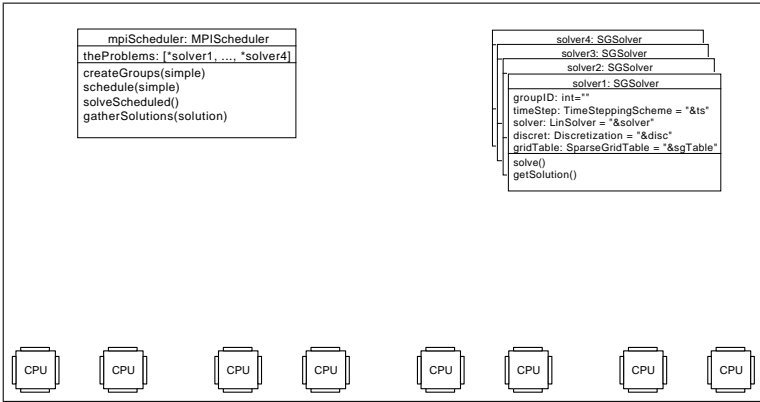 mpiScheduler: MPIScheduler
theProblems: [*solver1, ..., *solver4]
createGroups(simple)
schedule(simple)
solveScheduled()
gatherSolutions(solution)
solver4: SGSolver
solver3: SGSolver
solver2: SGSolver
solver1: SGSolver
groupID: int=""
timeStep: TimeSteppingScheme = "&ts"
solver: LinSolver = "&solver"
discret: Discretization = "&disc"
gridTable: SparseGridTable = "&sgTable"
solve()
getSolution()
CPU CPU CPU CPU CPU CPU CPU CPU